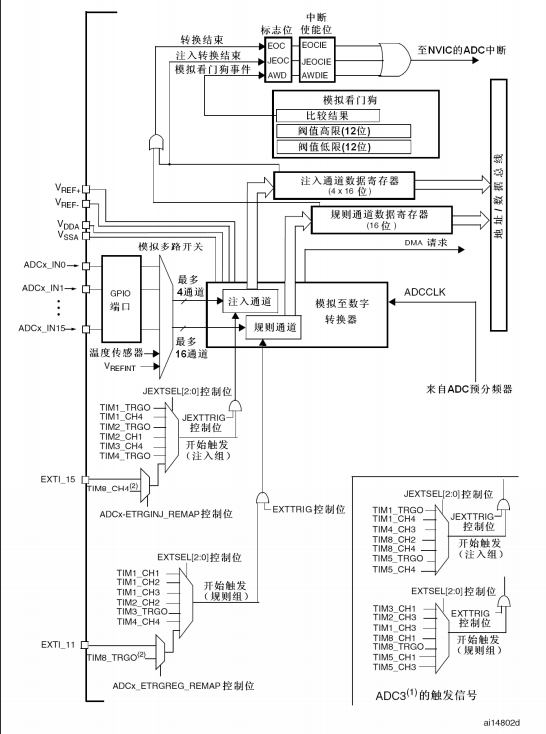 标志位
中断
使能位
转换结束
EOC
EOCIE
注入转换结束
JEOC
JEOCIE
模拟看门狗事件
AWD
AWDIE
至NVIC的ADC中断
模拟看门狗
比较结果
阀值高限(12位)
阀值低限(12位)
地址/数据总线
注入通道数据寄存器
(4 x 16 位)
规则通道数据寄存器
(16 位)
VREF+
VREF-
VDDA
VSSA
DMA 请求
模拟多路开关
ADCx_IN0
ADCx_IN1
ADCx_IN15
GPIO
端口
最多
4通道
注入通道
规则通道
最多
16通道
模拟至数字
转换器
ADCCLK
温度传感器
VREFINT
来自ADC预分频器
JEXTSEL[2:0]控制位
TIM1_TRGO
TIM1_CH4
TIM2_TRGO
TIM2_CH1
TIM3_CH4
TIM4_TRGO
JEXTTRIG
控制位
开始触发
(注入组)
EXTI_15
TIM8_CH4(2)
ADCx-ETRGINJ_REMAP控制位
EXTTRIG控制位
EXTSEL[2:0]控制位
TIM1_CH1
TIM1_CH2
TIM1_CH3
TIM2_CH2
TIM3_TRGO
TIM4_CH4
开始触发
(规则组)
EXTI_11
TIM8_TRGO(2)
ADCx_ETRGREG_REMAP 控制位
JEXTSEL[2:0]控制位
TIM1_TRGO
TIM1_CH4
TIM4_CH3
TIM8_CH2
TIM8_CH4
TIM5_TRGO
TIM5_CH4
JEXTTRIG
控制位
开始触发
(注入组)
EXTSEL[2:0]控制位
TIM3_CH1
TIM2_CH3
TIM1_CH3
TIM8_CH1
TIM8_TRGO
TIM5_CH1
TIM5_CH3
EXTTRIG
控制位
开始触发
(规则组)
ADC3(1)的触发信号
ai14802d